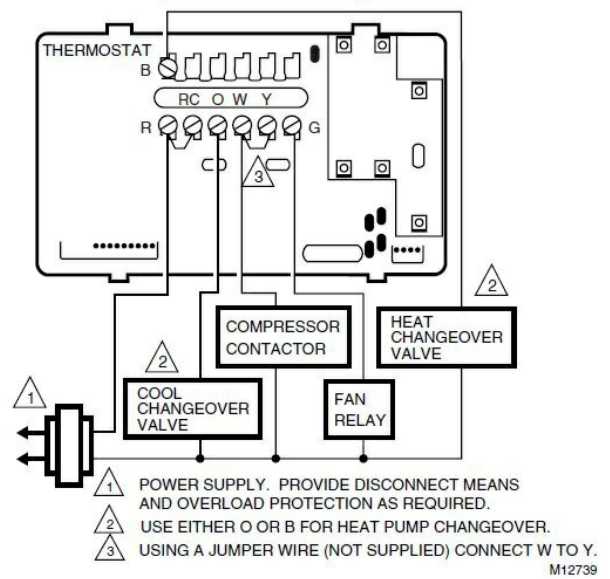 THERMOSTAT
B
RC O W Y
R
G
3
2
COMPRESSOR
CONTACTOR
HEAT
CHANGEOVER
VALVE
2
1
COOL
CHANGEOVER
VALVE
FAN
RELAY
1 POWER SUPPLY. PROVIDE DISCONNECT MEANS
AND OVERLOAD PROTECTION AS REQUIRED.
2 USE EITHER O OR B FOR HEAT PUMP CHANGEOVER.
3 USING A JUMPER WIRE (NOT SUPPLIED) CONNECT W TO Y.
M12739